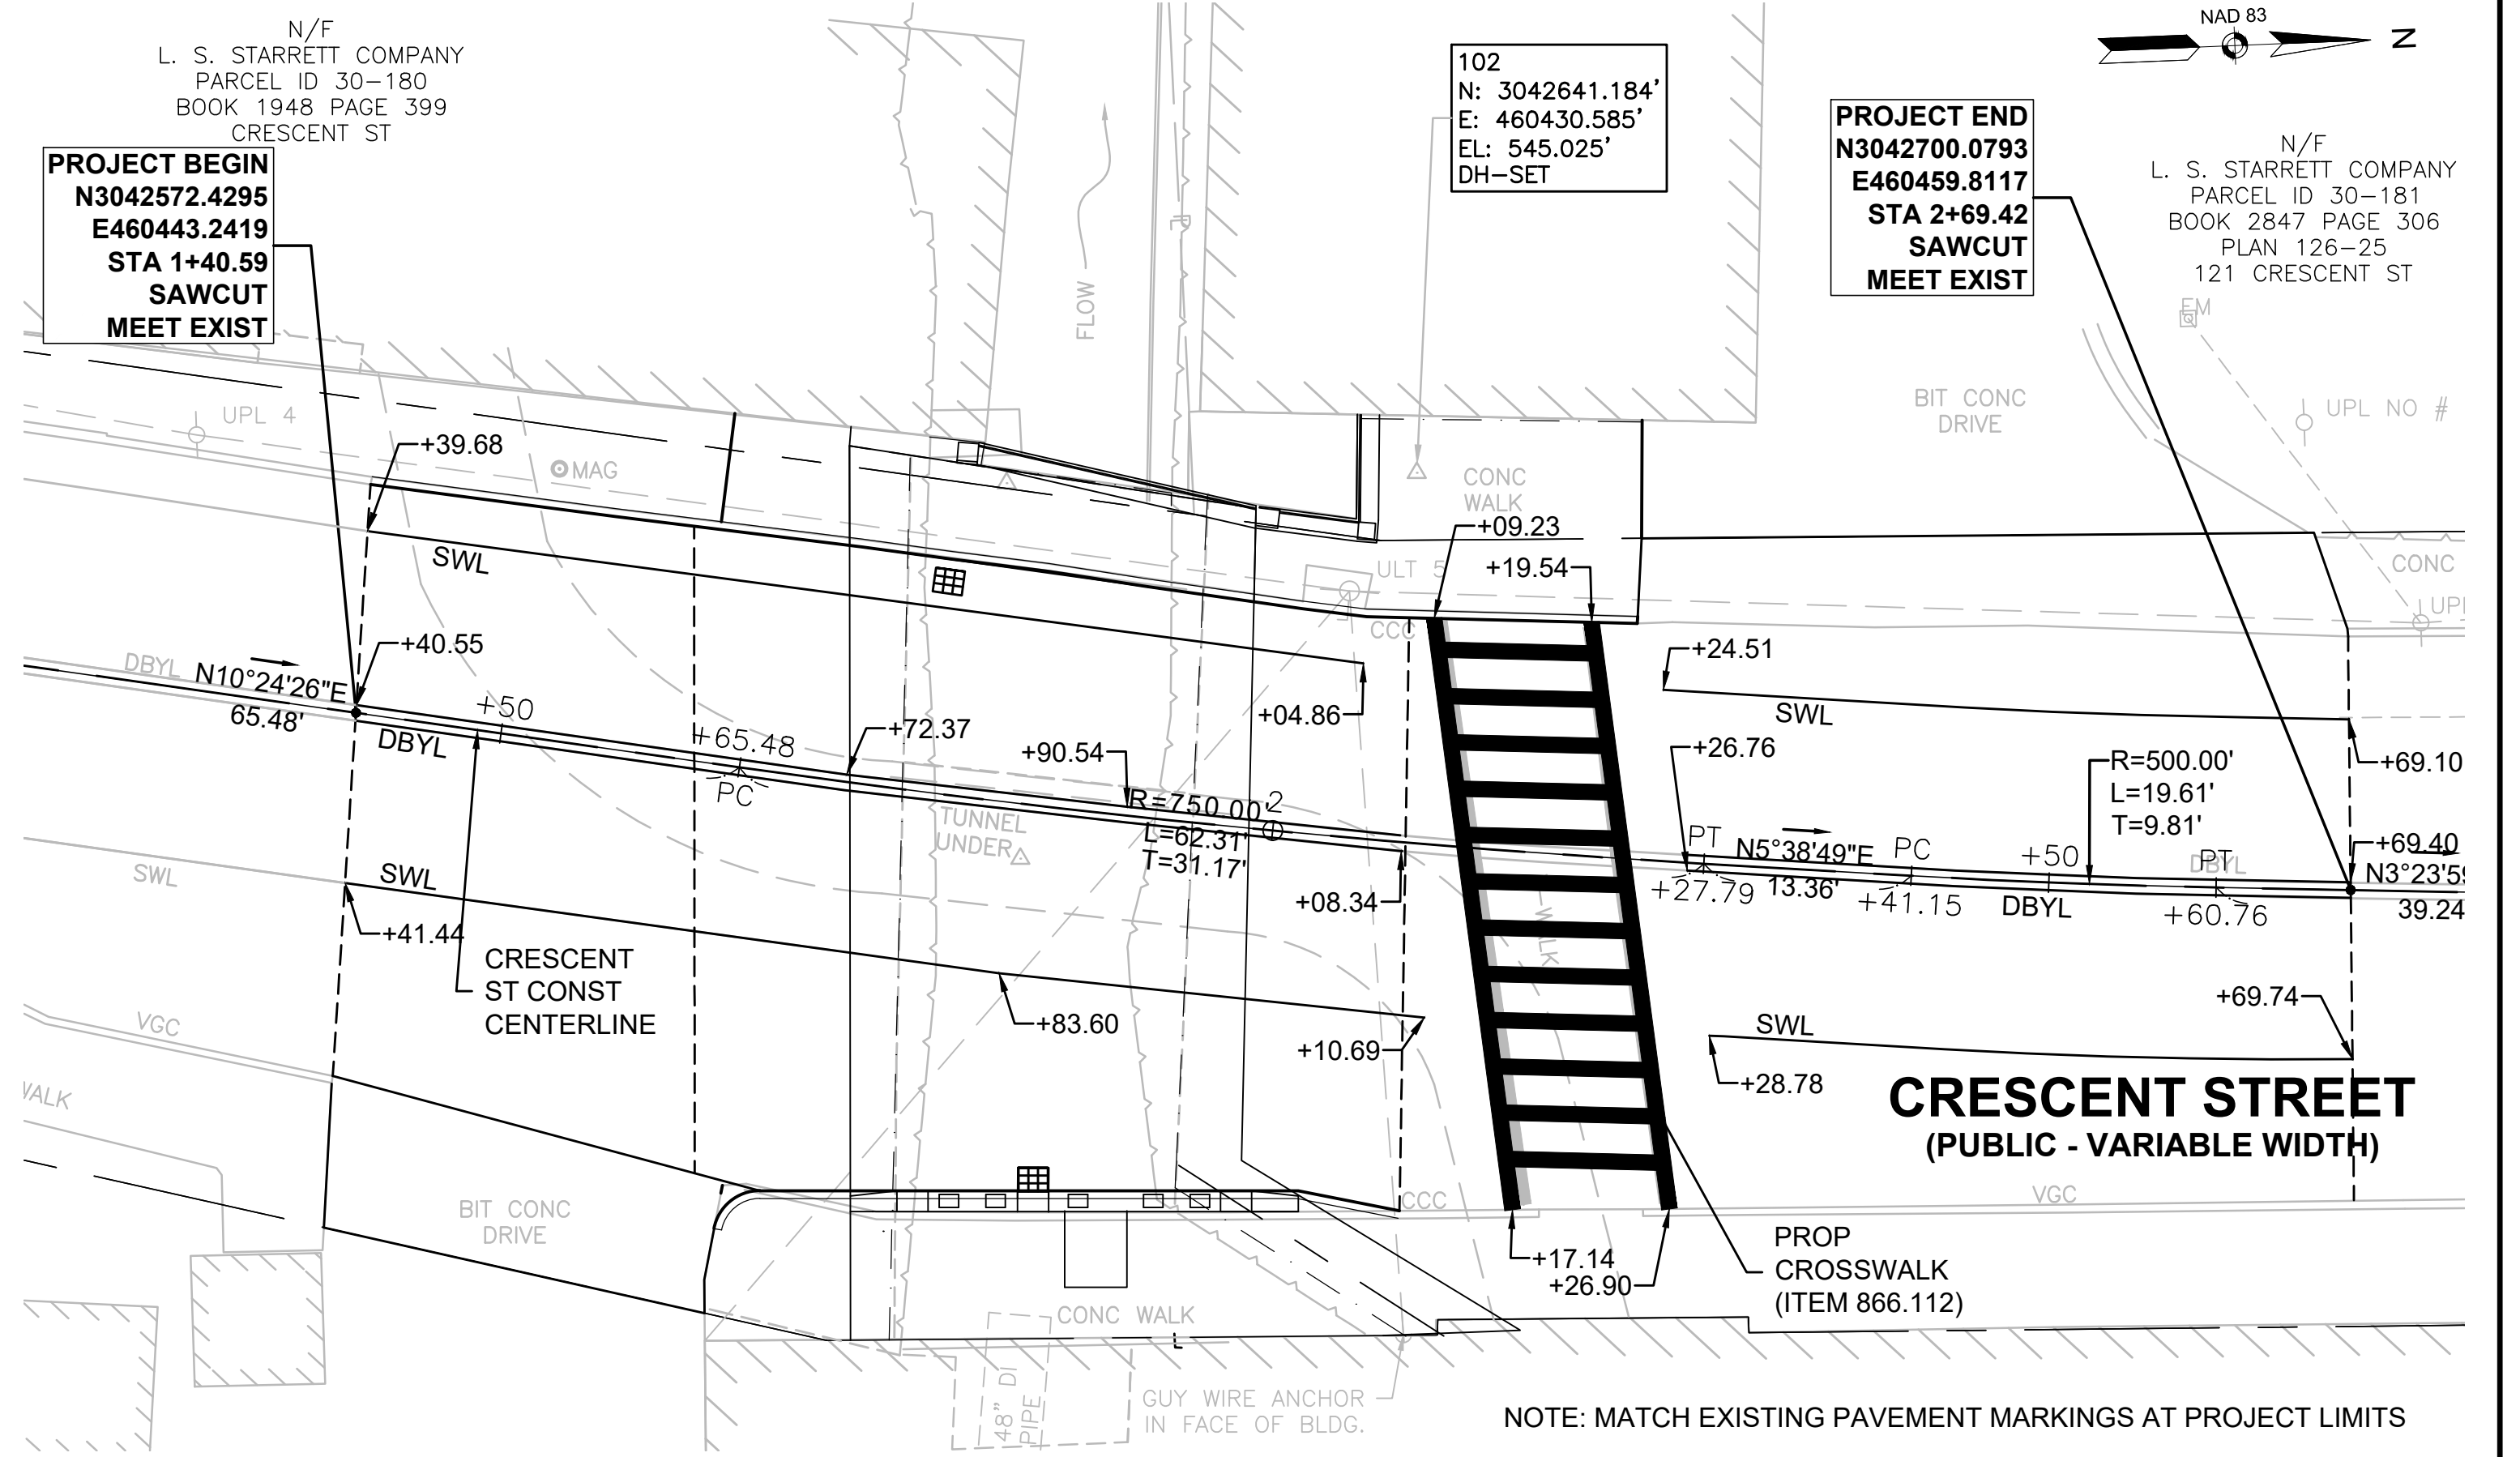 N/F
L. S. STARRETT COMPANY
PARCEL ID 30-180
BOOK 1948 PAGE 399
CRESCENT ST
PROJECT BEGIN
N3042572.4295
E460443.2419
STA 1+40.59
SAWCUT
MEET EXIST
102
N: 3042641.184'
E: 460430.585'
EL: 545.025'
DH-SET
PROJECT END
N3042700.0793
E460459.8117
STA 2+69.42
SAWCUT
MEET EXIST
NAD 83
N
N/F
L. S. STARRETT COMPANY
PARCEL ID 30-181
BOOK 2847 PAGE 306
PLAN 126-25
121 CRESCENT ST
EM
FLOW
BIT CONC
DRIVE
UPL NO #
UPL 4
+39.68
MAG
CONC
WALK
+09.23
+19.54
ULT 5
CCC
CONC
UPL
SWL
+40.55
DBYL
N10°24'26"E
65.48'
+50
DBYL
+65.48
PC
+72.37
+90.54
+04.86
+24.51
SWL
+26.76
R=500.00'
L=19.61'
T=9.81'
+69.10
R=750.00'
L=62.31'
T=31.17'
2
TUNNEL
UNDER
PT
+27.79
N5°38'49"E
13.36'
PC
+41.15
+50
DBYL
DBYL
PT
+60.76
+69.40
N3°23'59
39.24
SWL
SWL
+41.44
+08.34
WALK
CRESCENT
ST CONST
CENTERLINE
+83.60
+10.69
SWL
+28.78
+69.74
VGC
WALK
CRESCENT STREET
(PUBLIC - VARIABLE WIDTH)
VGC
BIT CONC
DRIVE
CCC
+17.14
+26.90
PROP
CROSSWALK
(ITEM 866.112)
CONC WALK
48" DI
PIPE
GUY WIRE ANCHOR
IN FACE OF BLDG.
NOTE: MATCH EXISTING PAVEMENT MARKINGS AT PROJECT LIMITS